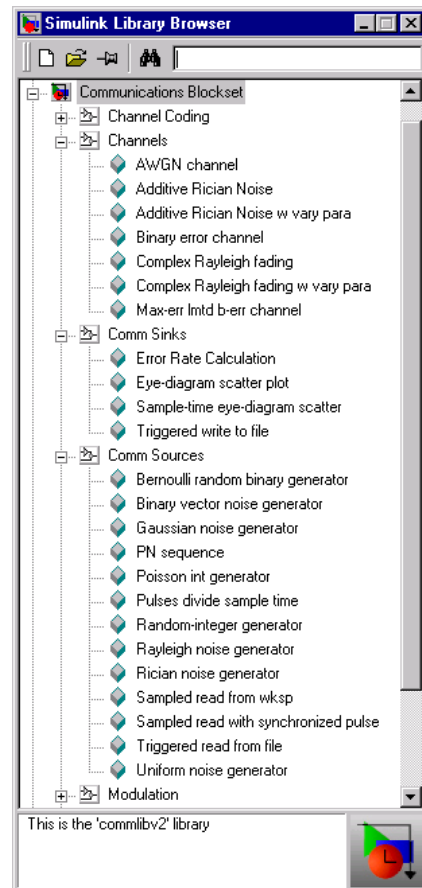 Simulink Library Browser
Communications Blockset
Channel Coding
Channels
AWGN channel
Additive Rician Noise
Additive Rician Noise w vary para
Binary error channel
Complex Rayleigh fading
Complex Rayleigh fading w vary para
Max-err lmtd b-err channel
Comm Sinks
Error Rate Calculation
Eye-diagram scatter plot
Sample-time eye-diagram scatter
Triggered write to file
Comm Sources
Bernoulli random binary generator
Binary vector noise generator
Gaussian noise generator
PN sequence
Poisson int generator
Pulses divide sample time
Random-integer generator
Rayleigh noise generator
Rician noise generator
Sampled read from wksp
Sampled read with synchronized pulse
Triggered read from file
Uniform noise generator
Modulation
This is the 'commlibv2' library